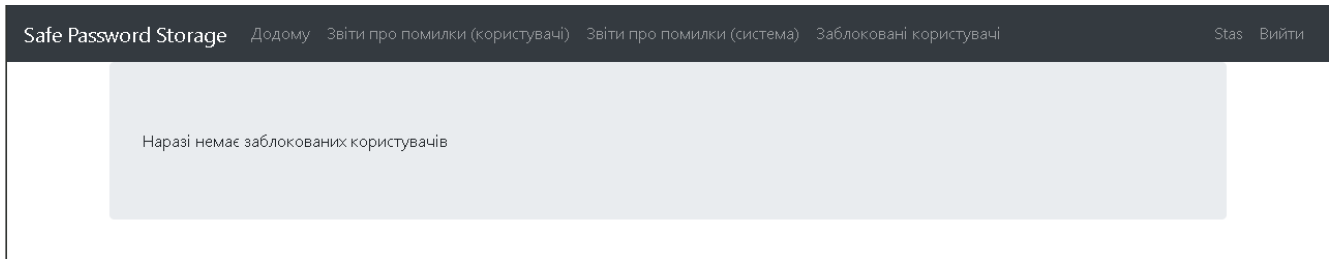 Safe Password Storage Додому Звіти про помилки (користувачі) Звіти про помилки (система) Заблоковані користувачі Stas Вийти
Наразі немає заблокованих користувачів